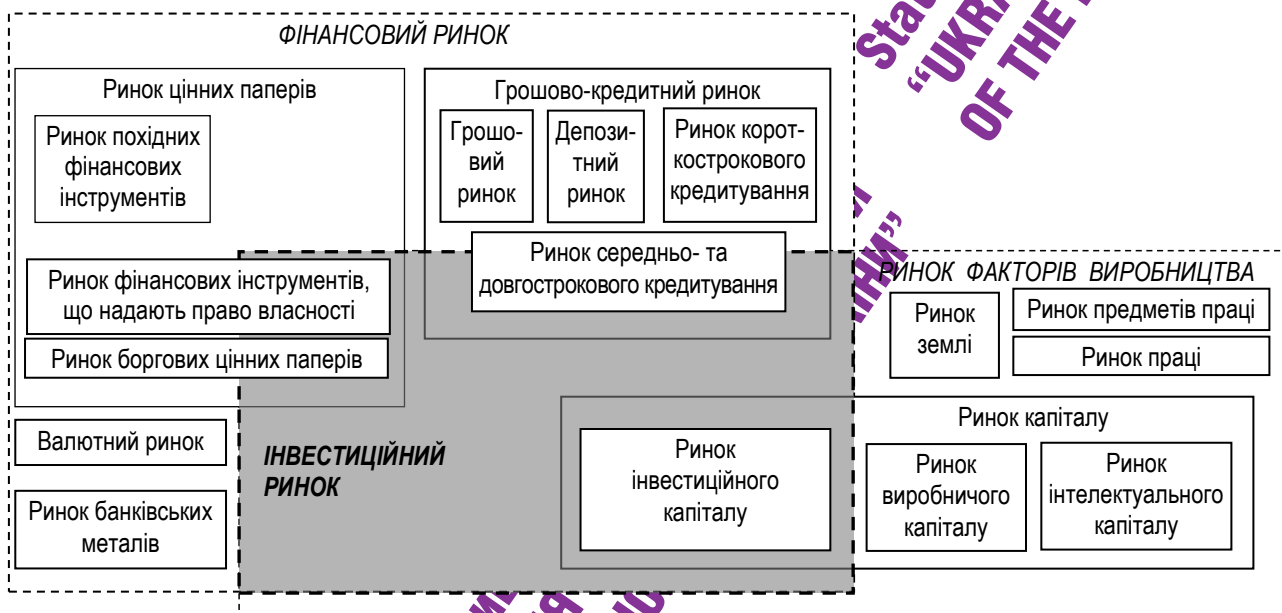 ФІНАНСОВИЙ РИНОК
Ринок цінних паперів
Ринок похідних
фінансових
інструментів
Ринок фінансових інструментів,
що надають право власності
Ринок боргових цінних паперів
Валютний ринок
Ринок банківських
металів
Грошово-кредитний ринок
Грошо-
вий
ринок
Депози-
тний
ринок
Ринок корот-
кострокового
кредитування
Ринок середньо- та
довгострокового кредитування
ІНВЕСТИЦІЙНИЙ
РИНОК
РИНОК ФАКТОРІВ ВИРОБНИЦТВА
Ринок
землі
Ринок предметів праці
Ринок праці
Ринок капіталу
Ринок
інвестиційного
капіталу
Ринок
виробничого
капіталу
Ринок
інтелектуального
капіталу
OF THE